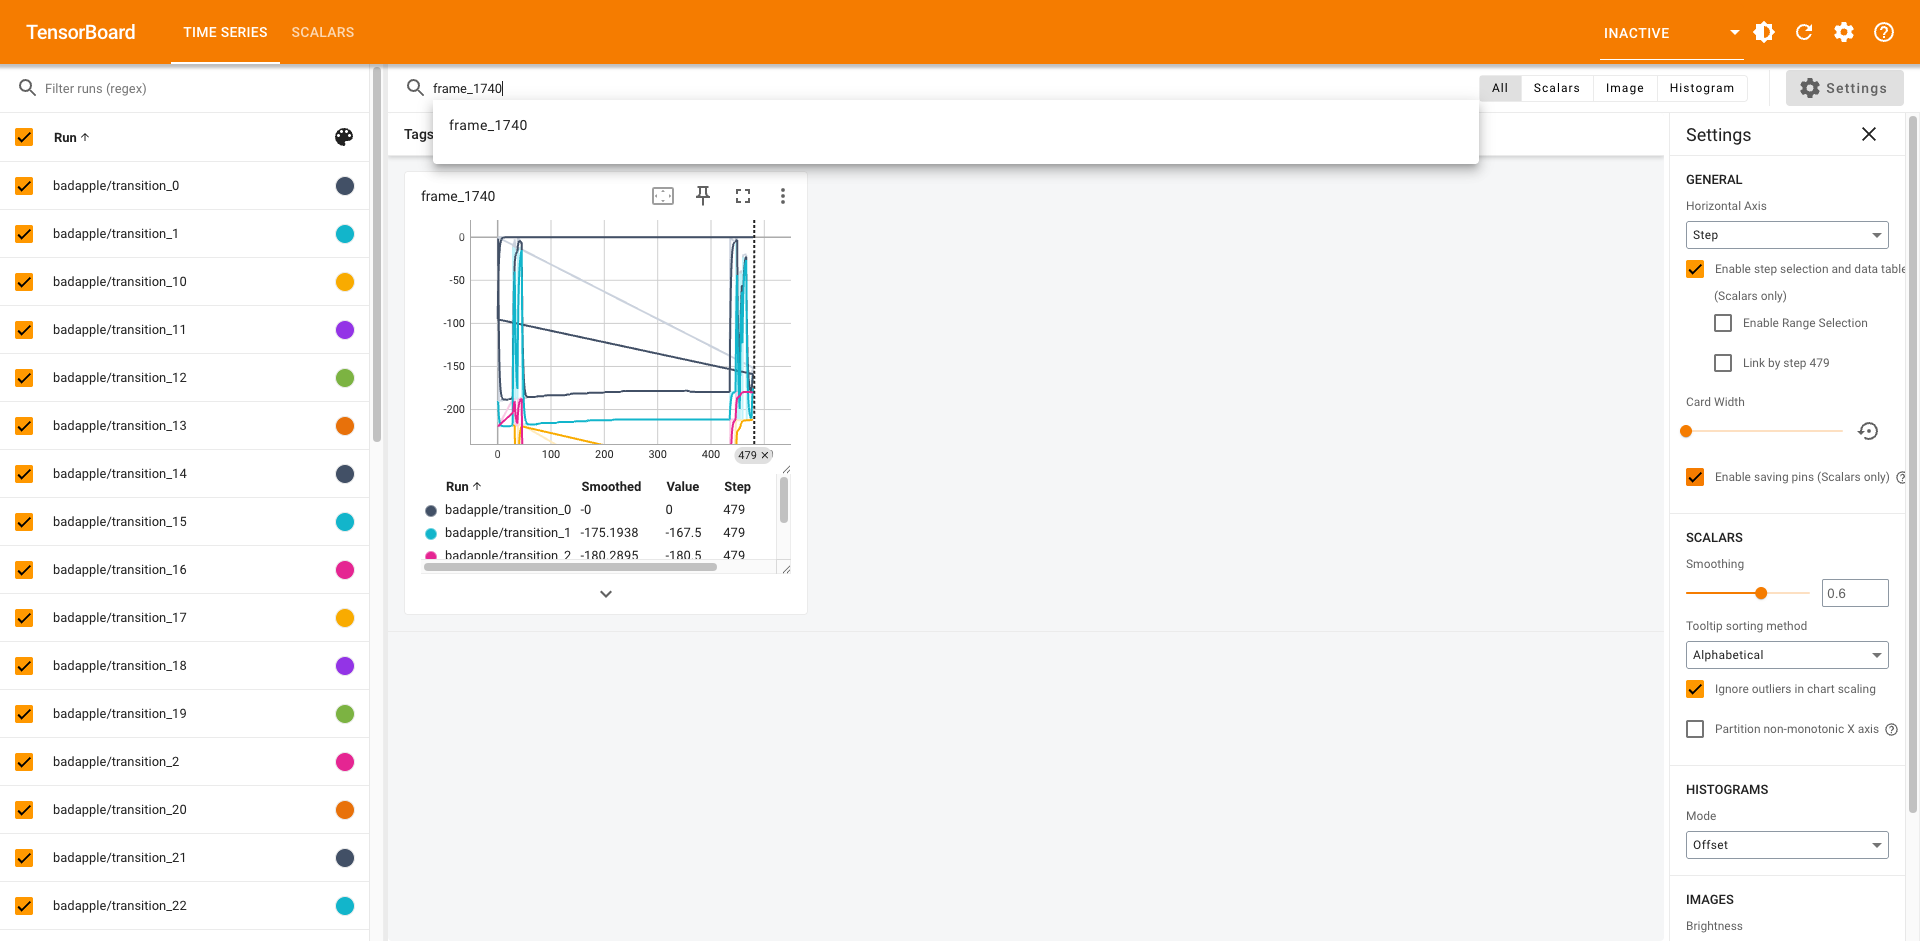 TensorBoard
TIME SERIES
SCALARS
INACTIVE
Filter runs (regex)
frame_1740
All
Scalars
Image
Histogram
Settings
frame_1740
Run
Tags
badapple/transition_0
badapple/transition_1
badapple/transition_10
badapple/transition_11
badapple/transition_12
badapple/transition_13
badapple/transition_14
badapple/transition_15
badapple/transition_16
badapple/transition_17
badapple/transition_18
badapple/transition_19
badapple/transition_2
badapple/transition_20
badapple/transition_21
badapple/transition_22
frame_1740
0
-50
-100
-150
-200
0 100 200 300 400 479
Run Smoothed Value Step
badapple/transition_0 -0 0 479
badapple/transition_1 -175.1938 -167.5 479
badapple/transition_2 -180.2895 -180.5 479
Settings
GENERAL
Horizontal Axis
Step
Enable step selection and data table
(Scalars only)
Enable Range Selection
Link by step 479
Card Width
Enable saving pins (Scalars only)
SCALARS
Smoothing
0.6
Tooltip sorting method
Alphabetical
Ignore outliers in chart scaling
Partition non-monotonic X axis
HISTOGRAMS
Mode
Offset
IMAGES
Brightness